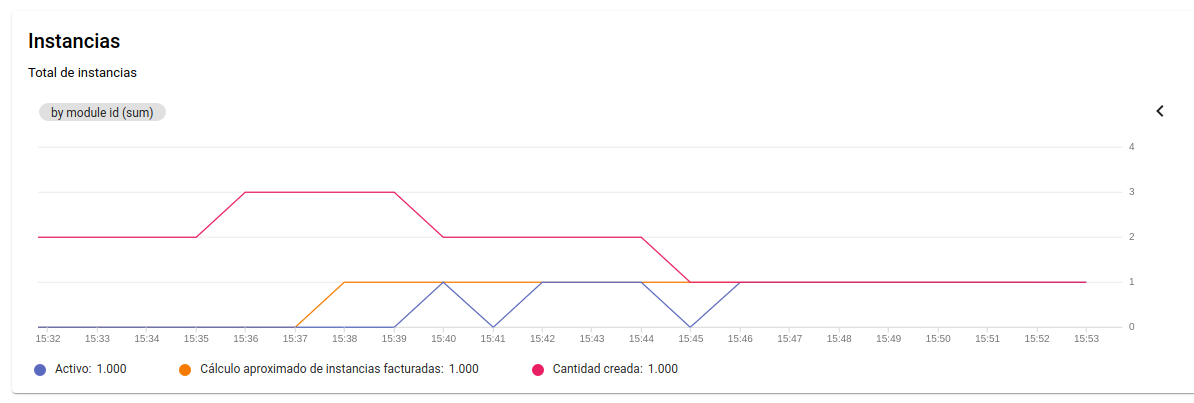 Instancias
Total de instancias
by module id (sum)
4
3
2
1
0
15:32 15:33 15:34 15:35 15:36 15:37 15:38 15:39 15:40 15:41 15:42 15:43 15:44 15:45 15:46 15:47 15:48 15:49 15:50 15:51 15:52 15:53
Activo: 1.000 Cálculo aproximado de instancias facturadas: 1.000 Cantidad creada: 1.000